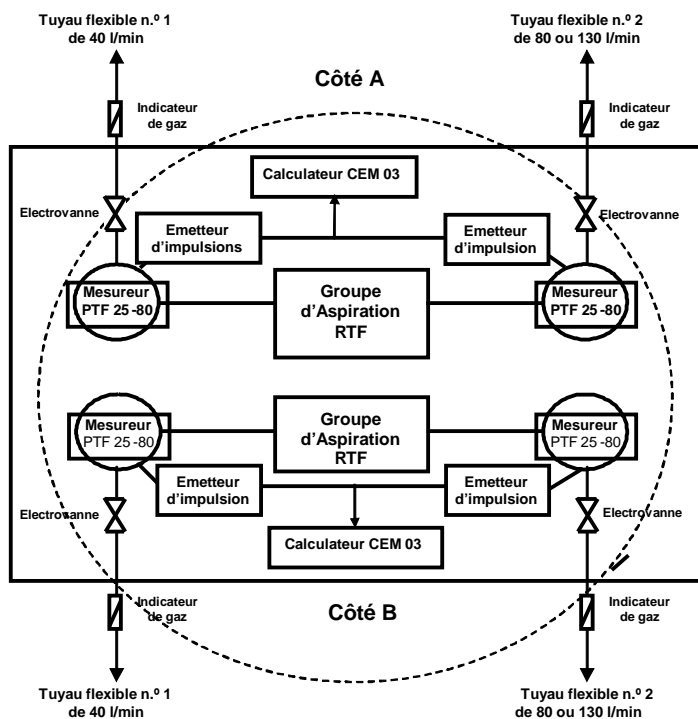 Tuyau flexible n.º 1
de 40 l/min
Tuyau flexible n.º 2
de 80 ou 130 l/min
Côté A
Indicateur
de gaz
Indicateur
de gaz
Calculateur CEM 03
Electrovanne
Electrovanne
Emetteur
d'impulsions
Emetteur
d'impulsion
Mesureur
PTF 25-80
Groupe
d'Aspiration
RTF
Mesureur
PTF 25-80
Mesureur
PTF 25-80
Groupe
d'Aspiration
RTF
Mesureur
PTF 25-80
Emetteur
d'impulsion
Emetteur
d'impulsion
Electrovanne
Electrovanne
Calculateur CEM 03
Indicateur
de gaz
Côté B
Indicateur
de gaz
Tuyau flexible n.º 1
de 40 l/min
Tuyau flexible n.º 2
de 80 ou 130 l/min